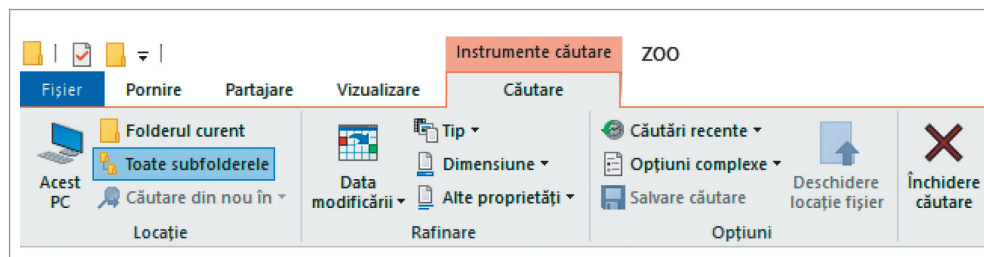 Instrumente căutare ZOO
Fișier Pornire Partajare Vizualizare Căutare
Acest PC
Folderul curent
Toate subfolderele
Căutare din nou în
Locație
Data modificării
Tip
Dimensiune
Alte proprietăți
Rafinare
Căutări recente
Opțiuni complexe
Salvare căutare
Deschidere locație fișier
Opțiuni
Închidere căutare